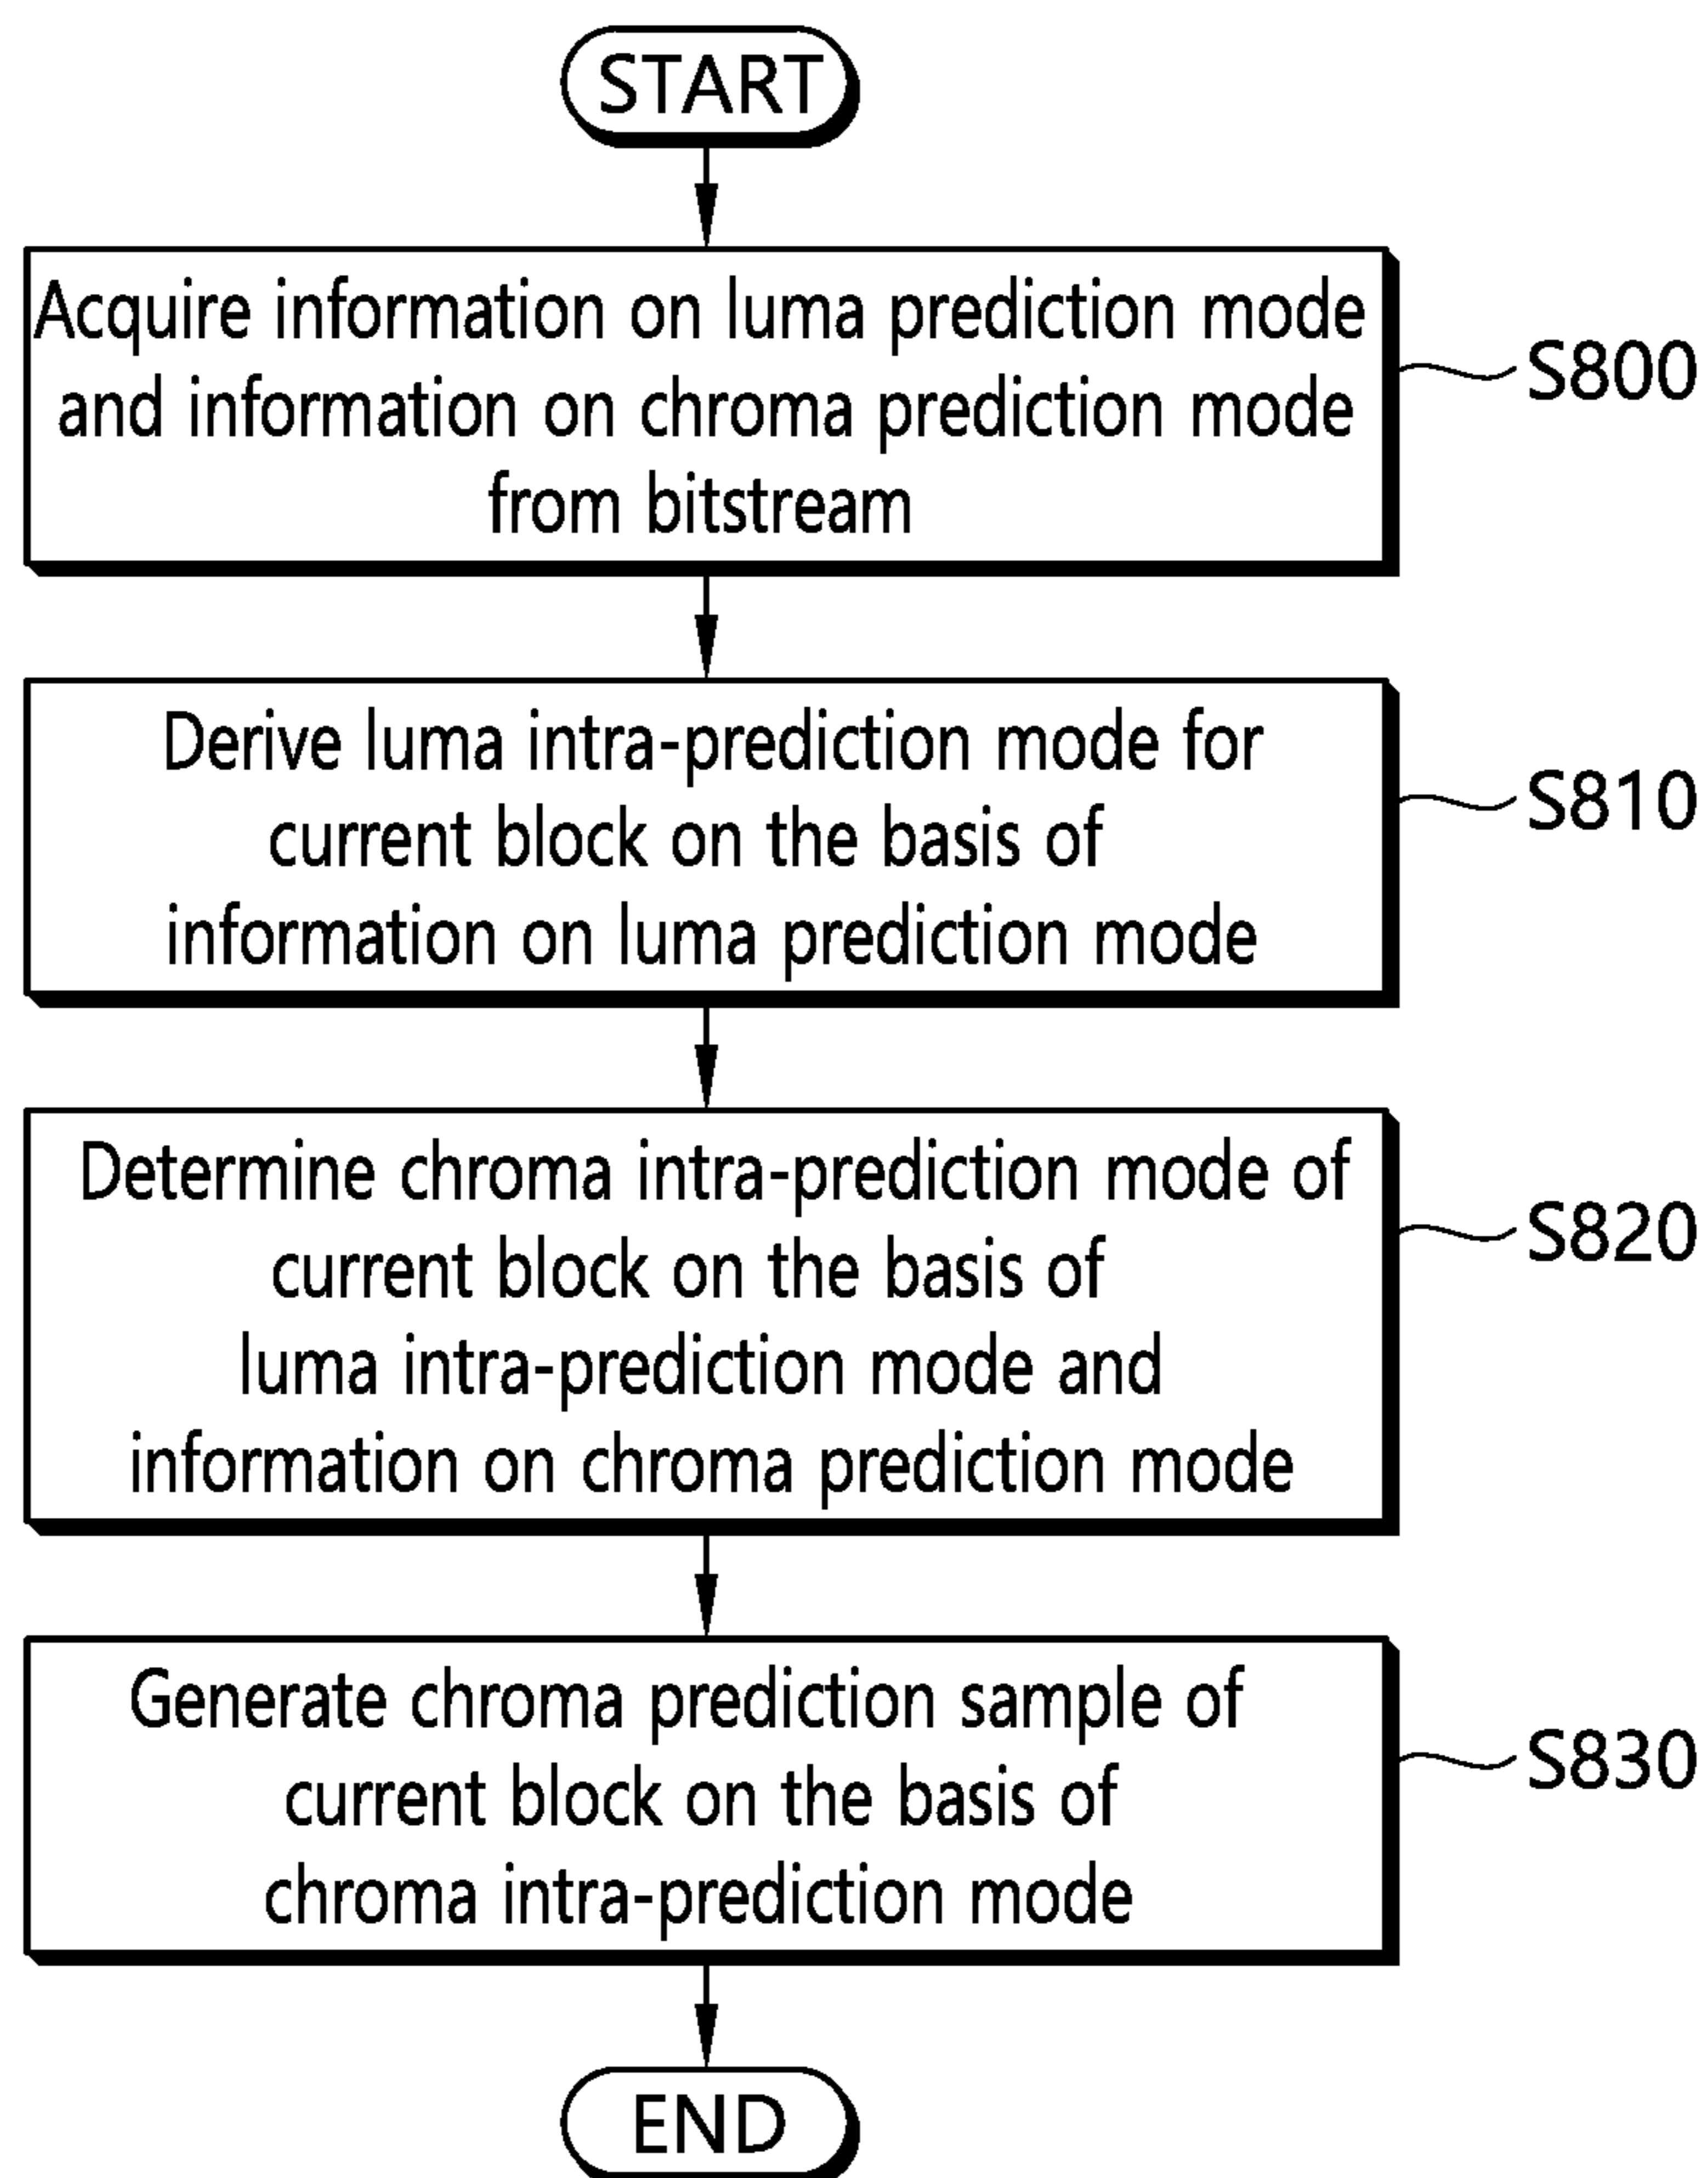 START
Acquire information on luma prediction mode
and information on chroma prediction mode
from bitstream
S800
Derive luma intra-prediction mode for
current block on the basis of
information on luma prediction mode
S810
Determine chroma intra-prediction mode of
current block on the basis of
luma intra-prediction mode and
information on chroma prediction mode
S820
Generate chroma prediction sample of
current block on the basis of
chroma intra-prediction mode
S830
END